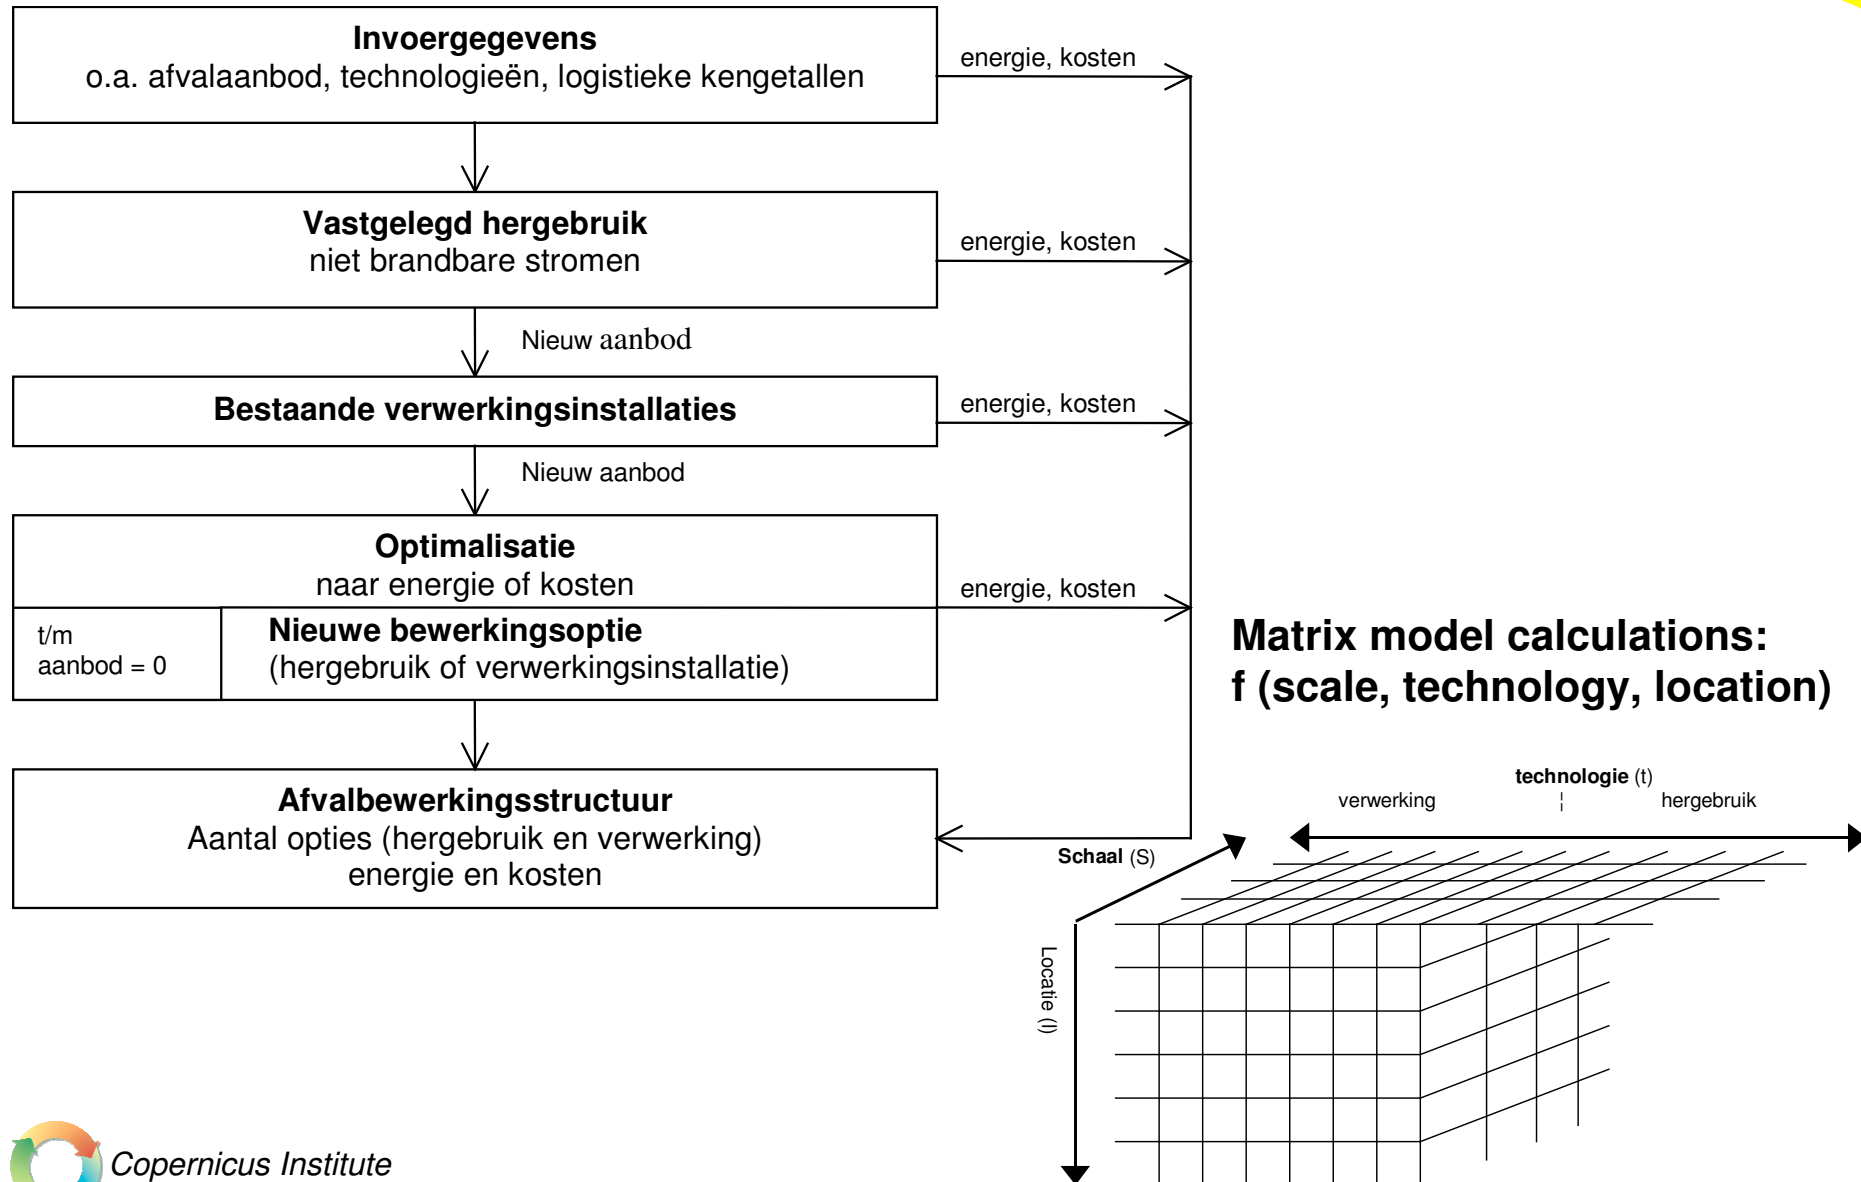 Invoergegevens
o.a. afvalaanbod, technologieën, logistieke kengetallen
energie, kosten
Vastgelegd hergebruik
niet brandbare stromen
energie, kosten
Nieuw aanbod
Bestaande verwerkingsinstallaties
energie, kosten
Nieuw aanbod
Optimalisatie
naar energie of kosten
energie, kosten
t/m
aanbod = 0
Nieuwe bewerkingsoptie
(hergebruik of verwerkingsinstallatie)
Afvalbewerkingsstructuur
Aantal opties (hergebruik en verwerking)
energie en kosten
Matrix model calculations:
f (scale, technology, location)
technologie (t)
verwerking
hergebruik
Schaal (S)
Locatie (l)
Copernicus Institute